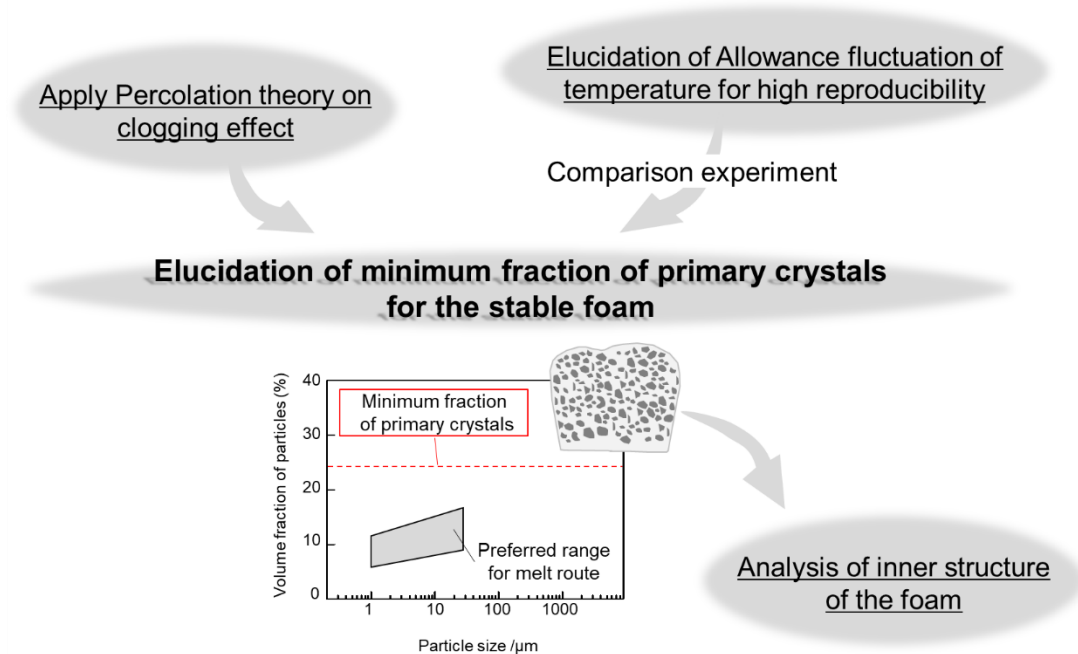 Apply Percolation theory on
clogging effect
Elucidation of Allowance fluctuation of
temperature for high reproducibility
Comparison experiment
Elucidation of minimum fraction of primary crystals
for the stable foam
Volume fraction of particles (%)
40
30
20
10
0
Minimum fraction
of primary crystals
Preferred range
for melt route
1
10
100
1000
Particle size /μm
Analysis of inner structure
of the foam